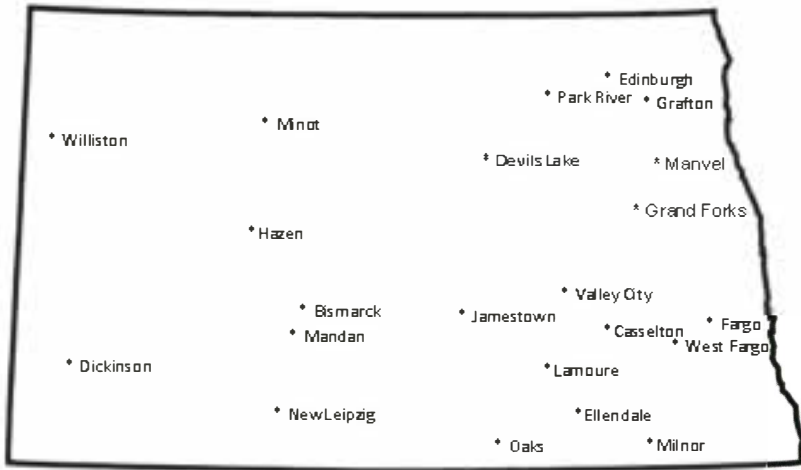 Edinburgh
Park River
Grafton
Minot
Williston
Devils Lake
* Manvel
* Grand Forks
Hazen
Valley City
Bismarck
Jamestown
Fargo
Casselton
Mandan
West Fargo
Dickinson
Lamoure
New Leipzig
Ellendale
Oaks
Milnor